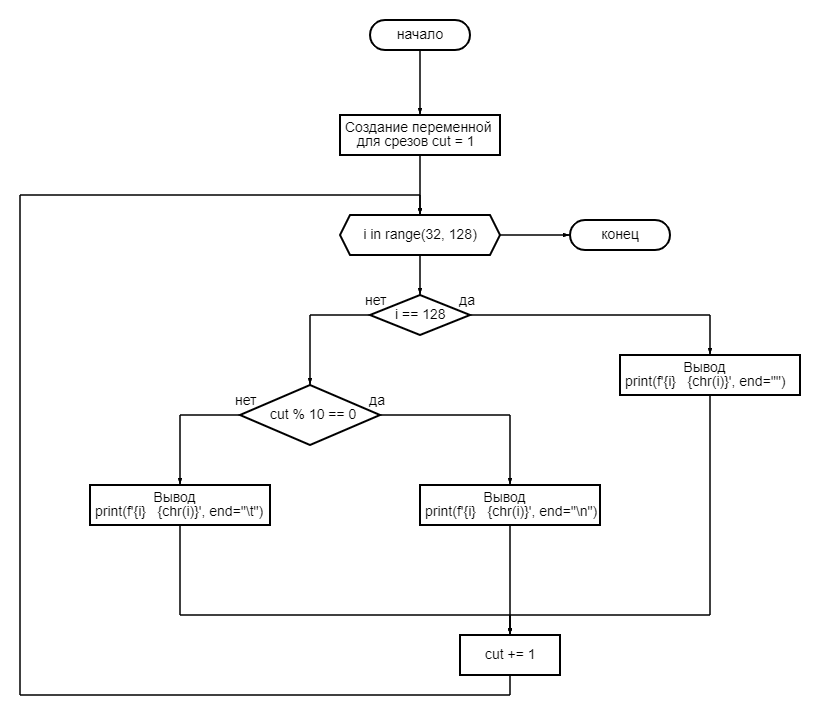 начало
Создание переменной
для срезов cut = 1
i in range(32, 128)
конец
нет
да
i == 128
Вывод
print(f'{i}   {chr(i)}', end="")
нет
да
cut % 10 == 0
Вывод
print(f'{i}   {chr(i)}', end="\t")
Вывод
print(f'{i}   {chr(i)}', end="\n")
cut += 1